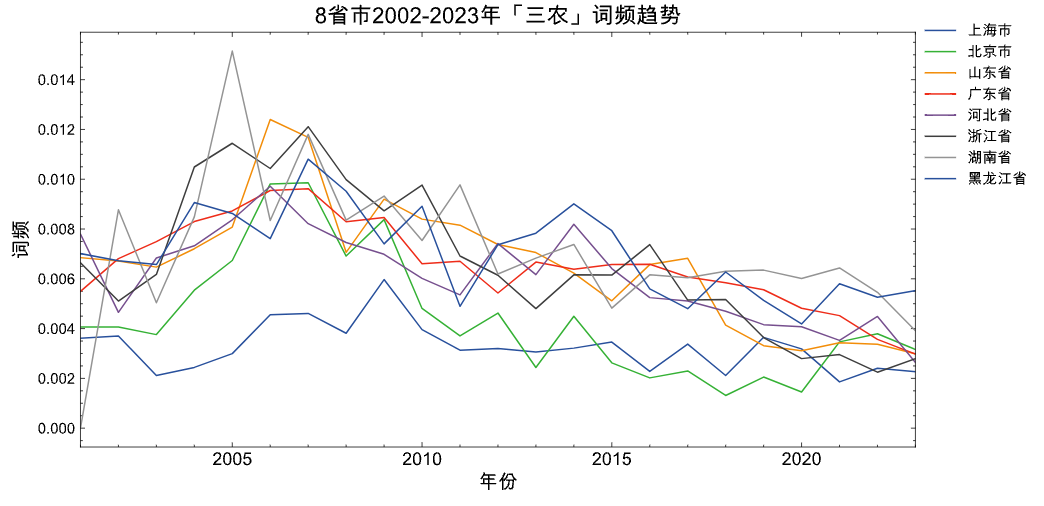 8省市2002-2023年「三农」词频趋势
上海市
北京市
山东省
广东省
河北省
浙江省
湖南省
黑龙江省
词频
0.014
0.012
0.010
0.008
0.006
0.004
0.002
0.000
2005
2010
2015
2020
年份